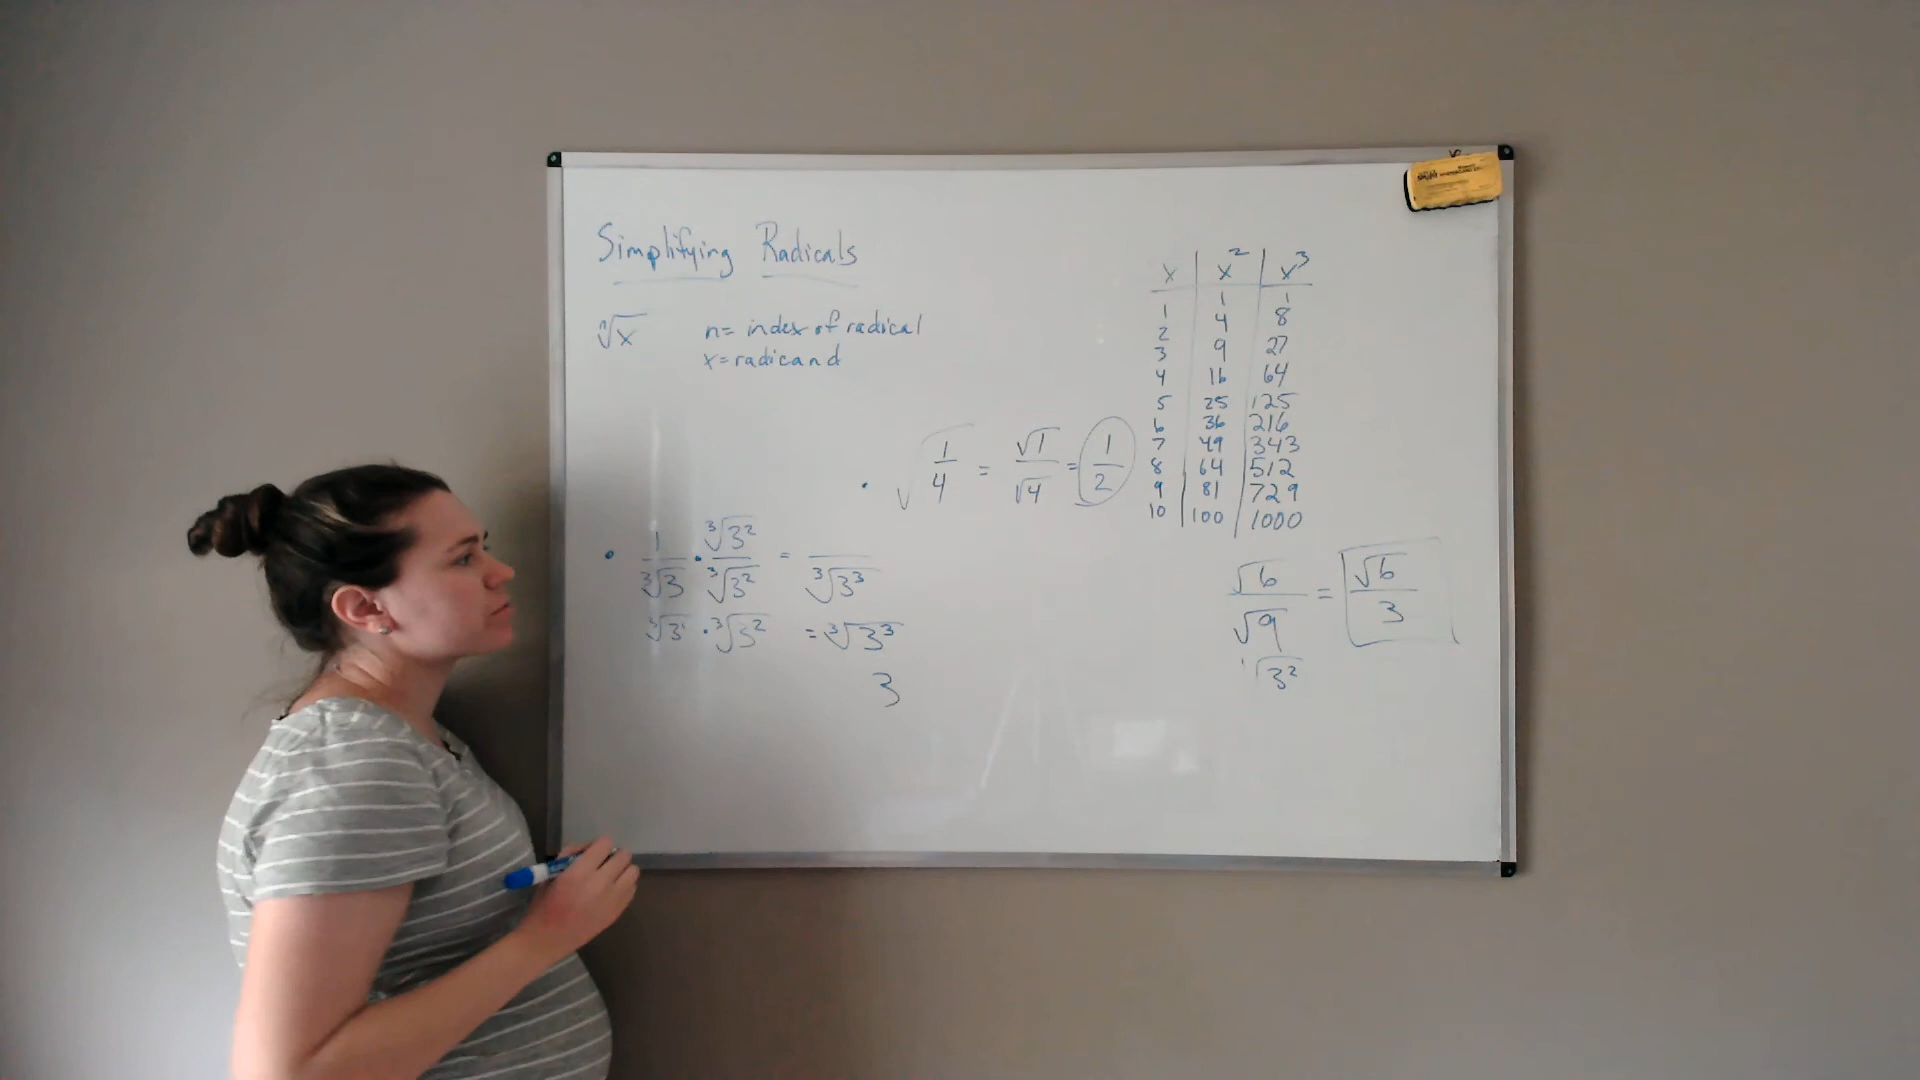 Simplifying Radicals
ⁿ√x n= index of radical
x= radicand
x | x² | x³
1 | 1 | 1
2 | 4 | 8
3 | 9 | 27
4 | 16 | 64
5 | 25 | 125
6 | 36 | 216
7 | 49 | 343
8 | 64 | 512
9 | 81 | 729
10 | 100 | 1000
• √(1/4) = √1/√4 = 1/2
• 1/³√3 • ³√3²/³√3² = /³√3³
³√3¹ • ³√3² = ³√3³
3
√6/√9 = √6/3
√3²